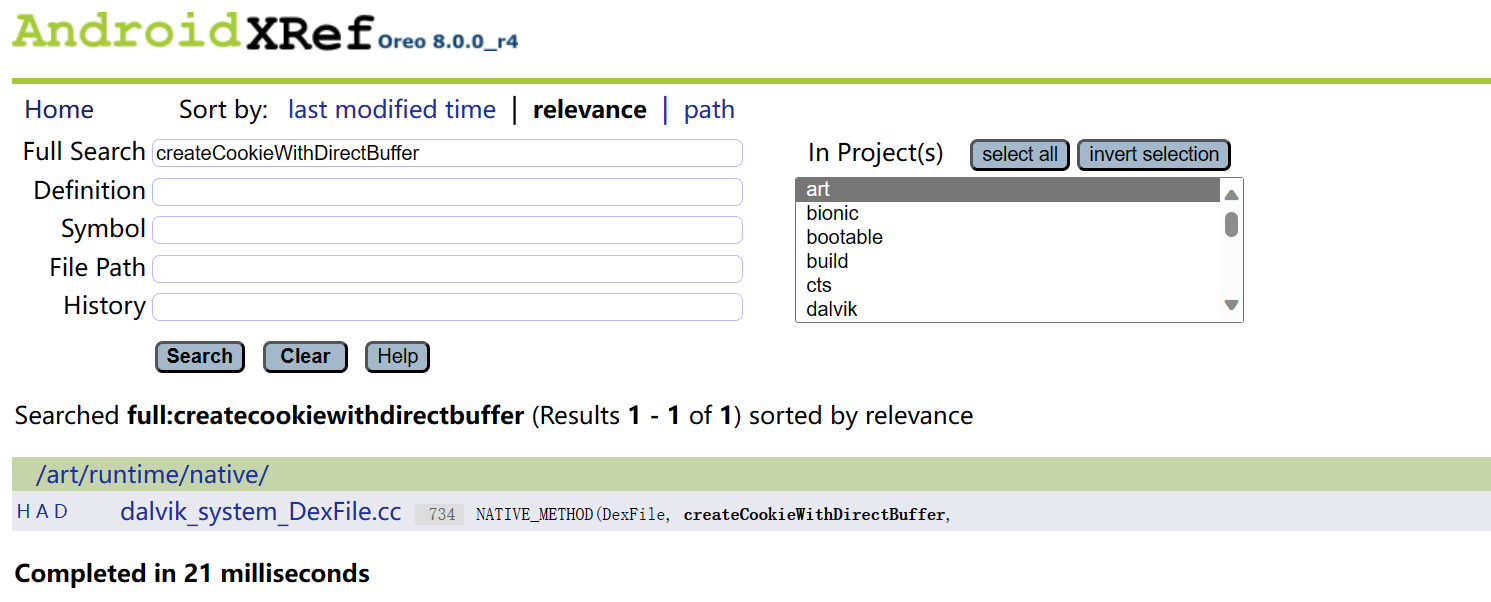 AndroidXRef Oreo 8.0.0_r4
Home Sort by: last modified time | relevance | path
Full Search createCookieWithDirectBuffer In Project(s) select all invert selection
Definition
Symbol
File Path
History
art
bionic
bootable
build
cts
dalvik
Search Clear Help
Searched full:createcookiewithdirectbuffer (Results 1 - 1 of 1) sorted by relevance
/art/runtime/native/
H A D dalvik_system_DexFile.cc 734 NATIVE_METHOD(DexFile, createCookieWithDirectBuffer,
Completed in 21 milliseconds